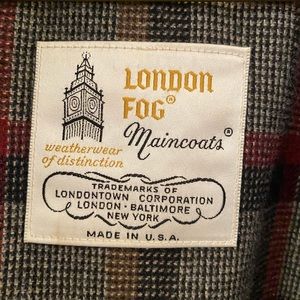 LONDON
FOG®
Maincoats®
weatherwear
of distinction
TRADEMARKS OF
LONDONTOWN CORPORATION
LONDON · BALTIMORE
NEW YORK
MADE IN U.S.A.